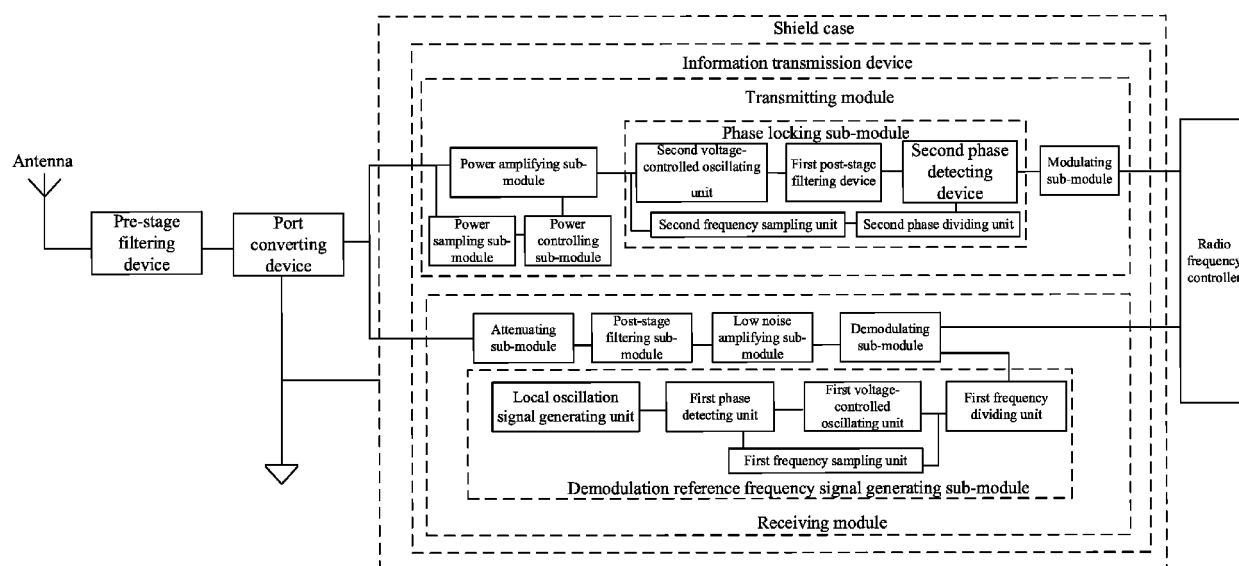 Shield case
Information transmission device
Transmitting module
Phase locking sub-module
Antenna
Pre-stage
filtering
device
Port
converting
device
Power amplifying sub-
module
Power
sampling sub-
module
Power
controlling sub-
module
Second voltage-
controlled oscillating
unit
First post-stage
filtering device
Second phase
detecting
device
Modulating
sub-module
Second frequency sampling unit
Second phase dividing unit
Radio
frequency
controller
Attenuating
sub-module
Post-stage
filtering sub-
module
Low noise
amplifying sub-
module
Demodulating
sub-module
Local oscillation
signal generating unit
First phase
detecting unit
First voltage-
controlled
oscillating unit
First frequency
dividing unit
First frequency sampling unit
Demodulation reference frequency signal generating sub-module
Receiving module